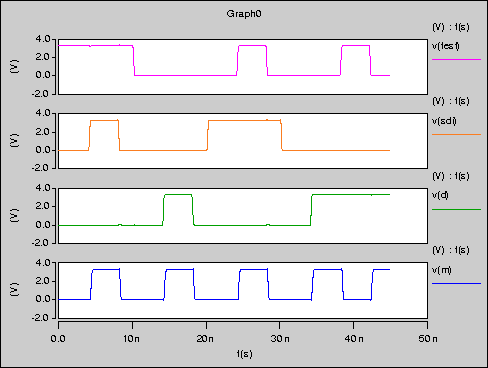 Graph0
(V) : t(s)
(V)
4.0
2.0
0.0
-2.0
v(test)
(V) : t(s)
(V)
4.0
2.0
0.0
-2.0
v(sdi)
(V) : t(s)
(V)
4.0
2.0
0.0
-2.0
v(d)
(V) : t(s)
(V)
4.0
2.0
0.0
-2.0
v(m)
0.0 10n 20n 30n 40n 50n
t(s)